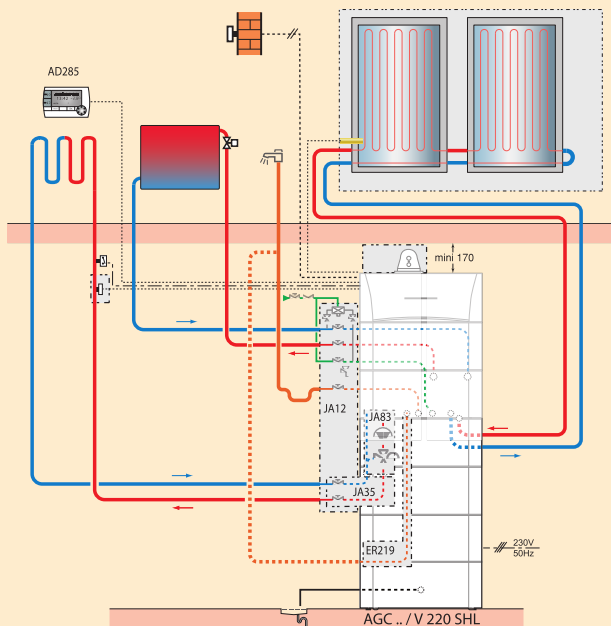 AD285
mini 170
JA12
JA83
JA35
ER219
230V
50Hz
AGC .. / V 220 SHL